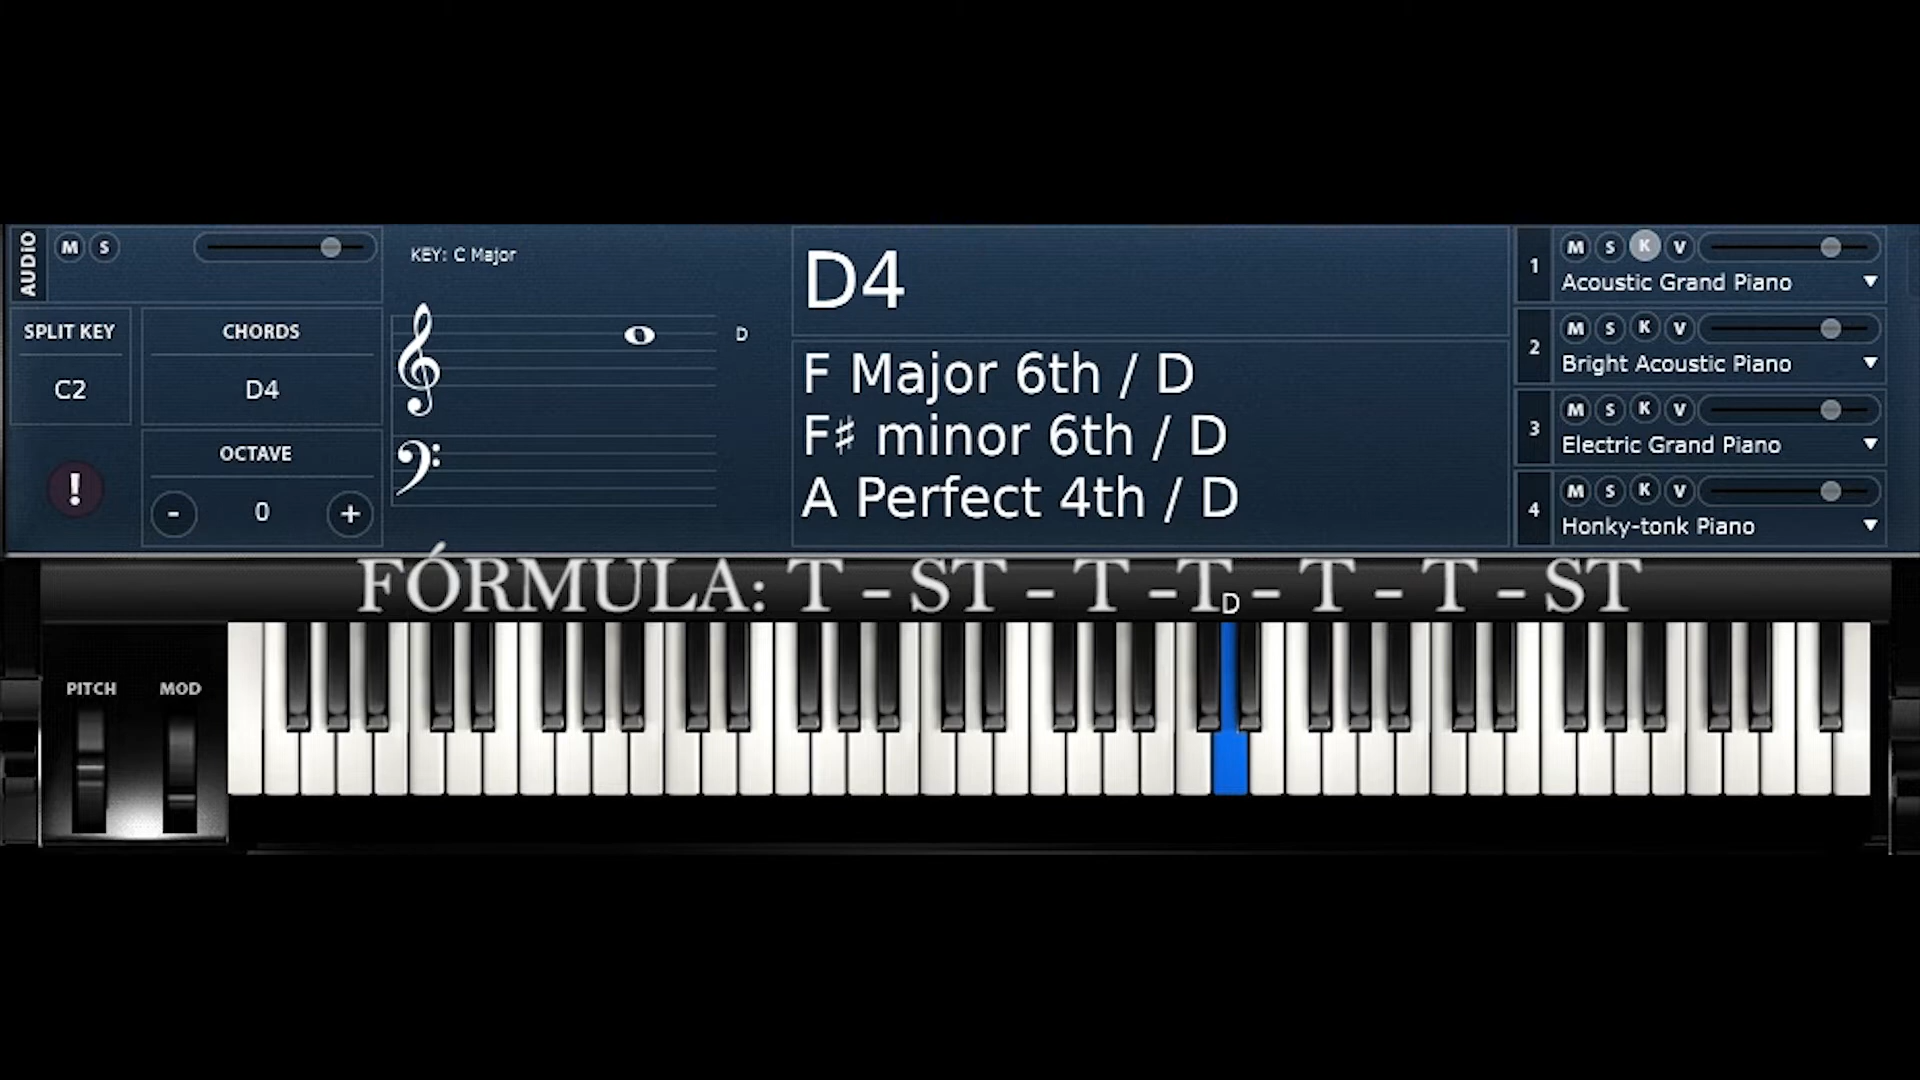 AUDiO
M S
SPLIT KEY
C2
!
CHORDS
D4
OCTAVE
- 0 +
KEY: C Major
D
D4
F Major 6th / D
F♯ minor 6th / D
A Perfect 4th / D
1 M S K V
Acoustic Grand Piano
2 M S K V
Bright Acoustic Piano
3 M S K V
Electric Grand Piano
4 M S K V
Honky-tonk Piano
FÓRMULA: T - ST - T - T - T - T - ST
D
PITCH MOD